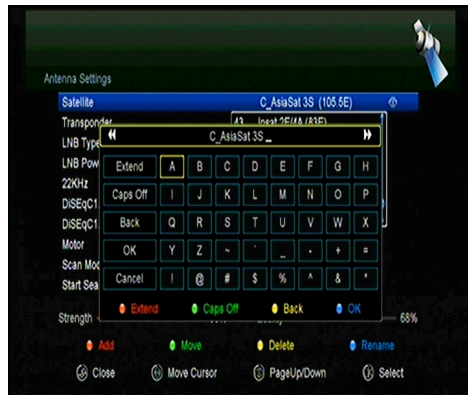 Antenna Settings
Satellite C_AsiaSat 3S (105.5E)
Transponder 43 Insat 2E/4A (83E)
LNB Type C_AsiaSat 3S _
LNB Pow
Extend A B C D E F G H
22KHz
Caps Off I J K L M N O P
DiSEqC1
DiSEqC1 Back Q R S T U V W X
Motor
OK Y Z ~ ` _ - + =
Scan Mod
Start Sea Cancel ! @ # $ % ^ & *
Extend Caps Off Back OK
Strength 68%
Add Move Delete Rename
Close Move Cursor PageUp/Down Select